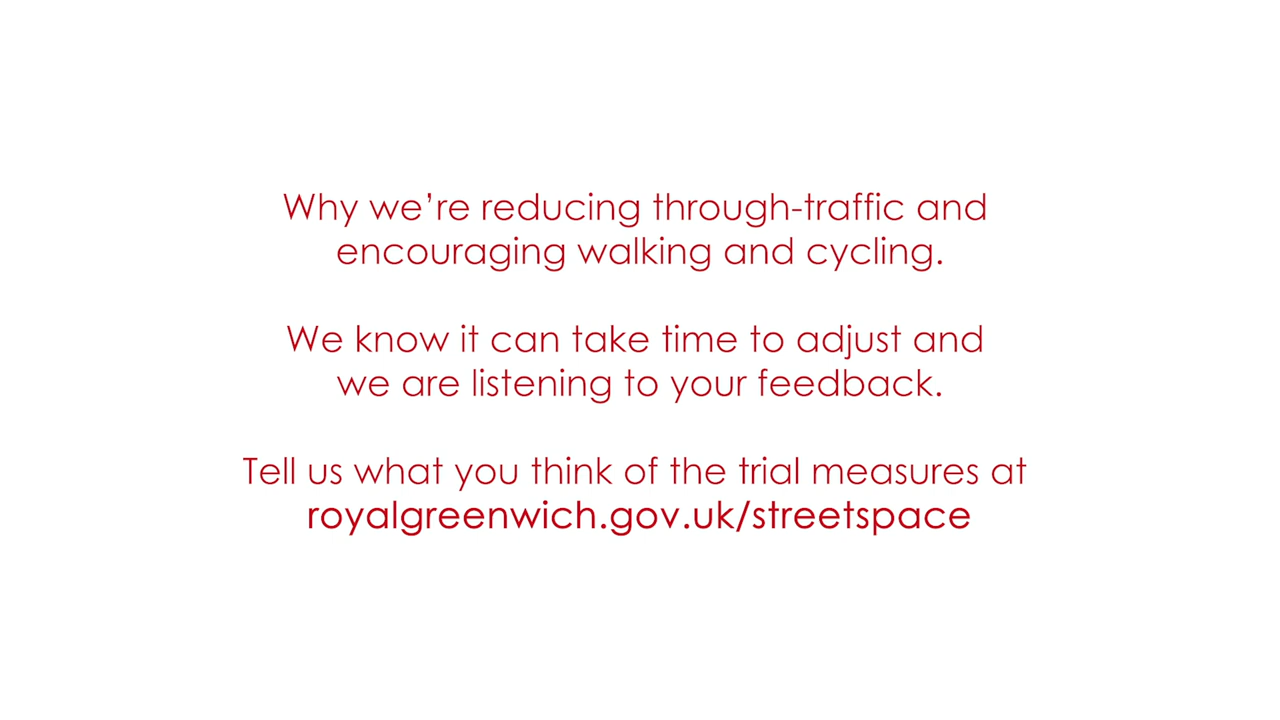 Why we’re reducing through-traffic and
encouraging walking and cycling.
We know it can take time to adjust and
we are listening to your feedback.
Tell us what you think of the trial measures at
royalgreenwich.gov.uk/streetspace